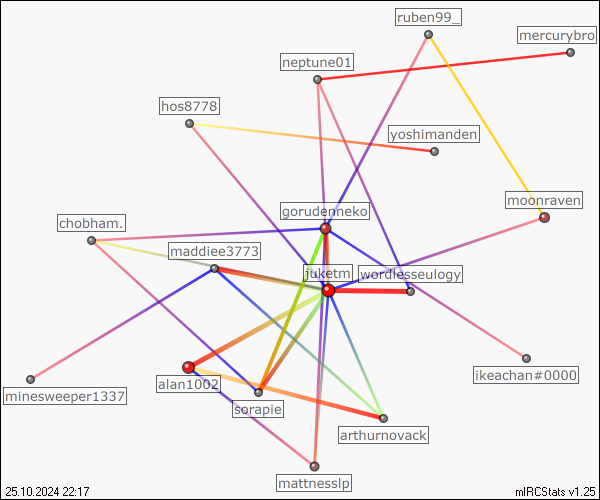 ruben99_
mercurybro
neptune01
hos8778
yoshimanden
moonraven
gorudenneko
chobham.
maddiee3773
juketm
wordlesseulogy
ikeachan#0000
alan1002
minesweeper1337
sorapie
arthurnovack
mattnesslp
25.10.2024 22:17
mIRCStats v1.25